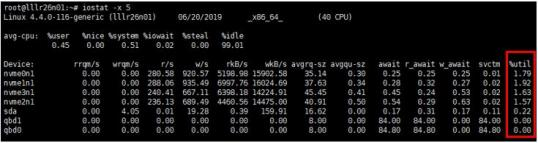 root@lllr26n01:~# iostat -x 5
Linux 4.4.0-116-generic (lllr26n01) 06/20/2019 _x86_64_ (40 CPU)
avg-cpu: %user %nice %system %iowait %steal %idle
0.45 0.00 0.51 0.02 0.00 99.01
Device: rrqm/s wrqm/s r/s w/s rkB/s wkB/s avgrq-sz avgqu-sz await r_await w_await svctm %util
nvme0n1 0.00 0.00 280.58 920.57 5198.98 15902.58 35.14 0.30 0.25 0.25 0.25 0.01 1.79
nvme1n1 0.00 0.00 288.06 935.49 6997.76 16024.69 37.63 0.34 0.28 0.32 0.27 0.02 1.92
nvme3n1 0.00 0.00 240.41 667.11 6398.18 14224.91 45.45 0.41 0.45 0.24 0.53 0.02 1.63
nvme2n1 0.00 0.00 236.13 689.49 4460.56 14475.00 40.91 0.50 0.54 0.29 0.63 0.02 1.57
sda 0.00 4.05 0.01 19.28 0.39 159.91 16.62 0.00 0.17 0.31 0.17 0.11 0.22
qbd1 0.00 0.00 0.00 0.00 0.00 0.00 8.00 0.00 84.00 84.00 0.00 84.00 0.00
qbd0 0.00 0.00 0.00 0.00 0.00 0.00 8.00 0.00 84.80 84.80 0.00 84.80 0.00